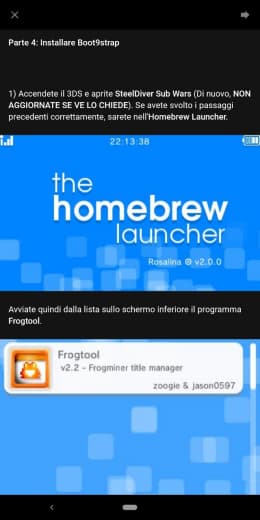 Parte 4: Installare Boot9strap
1) Accendete il 3DS e aprite SteelDiver Sub Wars (Di nuovo, NON
AGGIORNATE SE VE LO CHIEDE). Se avete svolto i passaggi
precedenti correttamente, sarete nell'Homebrew Launcher.
22:13:38
the
homebrew
launcher
Rosalina @ v2.0.0
Avviate quindi dalla lista sullo schermo inferiore il programma
Frogtool.
Frogtool
v2.2 - Frogminer title manager
zoogie & jason0597